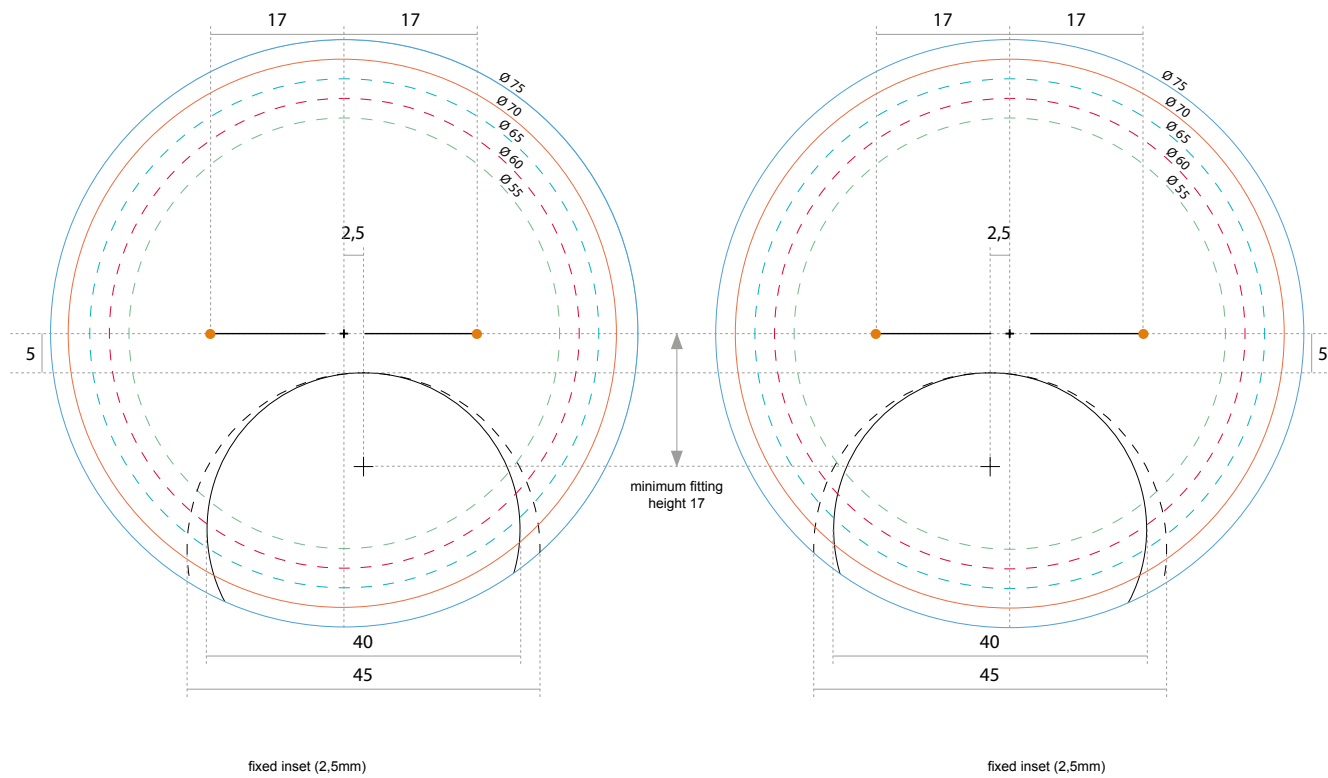 17 17 17 17
Ø 75 Ø 75
Ø 70 Ø 70
Ø 65 Ø 65
Ø 60 Ø 60
Ø 55 Ø 55
2,5 2,5
5 5
minimum fitting
height 17
40 40
45 45
fixed inset (2,5mm) fixed inset (2,5mm)